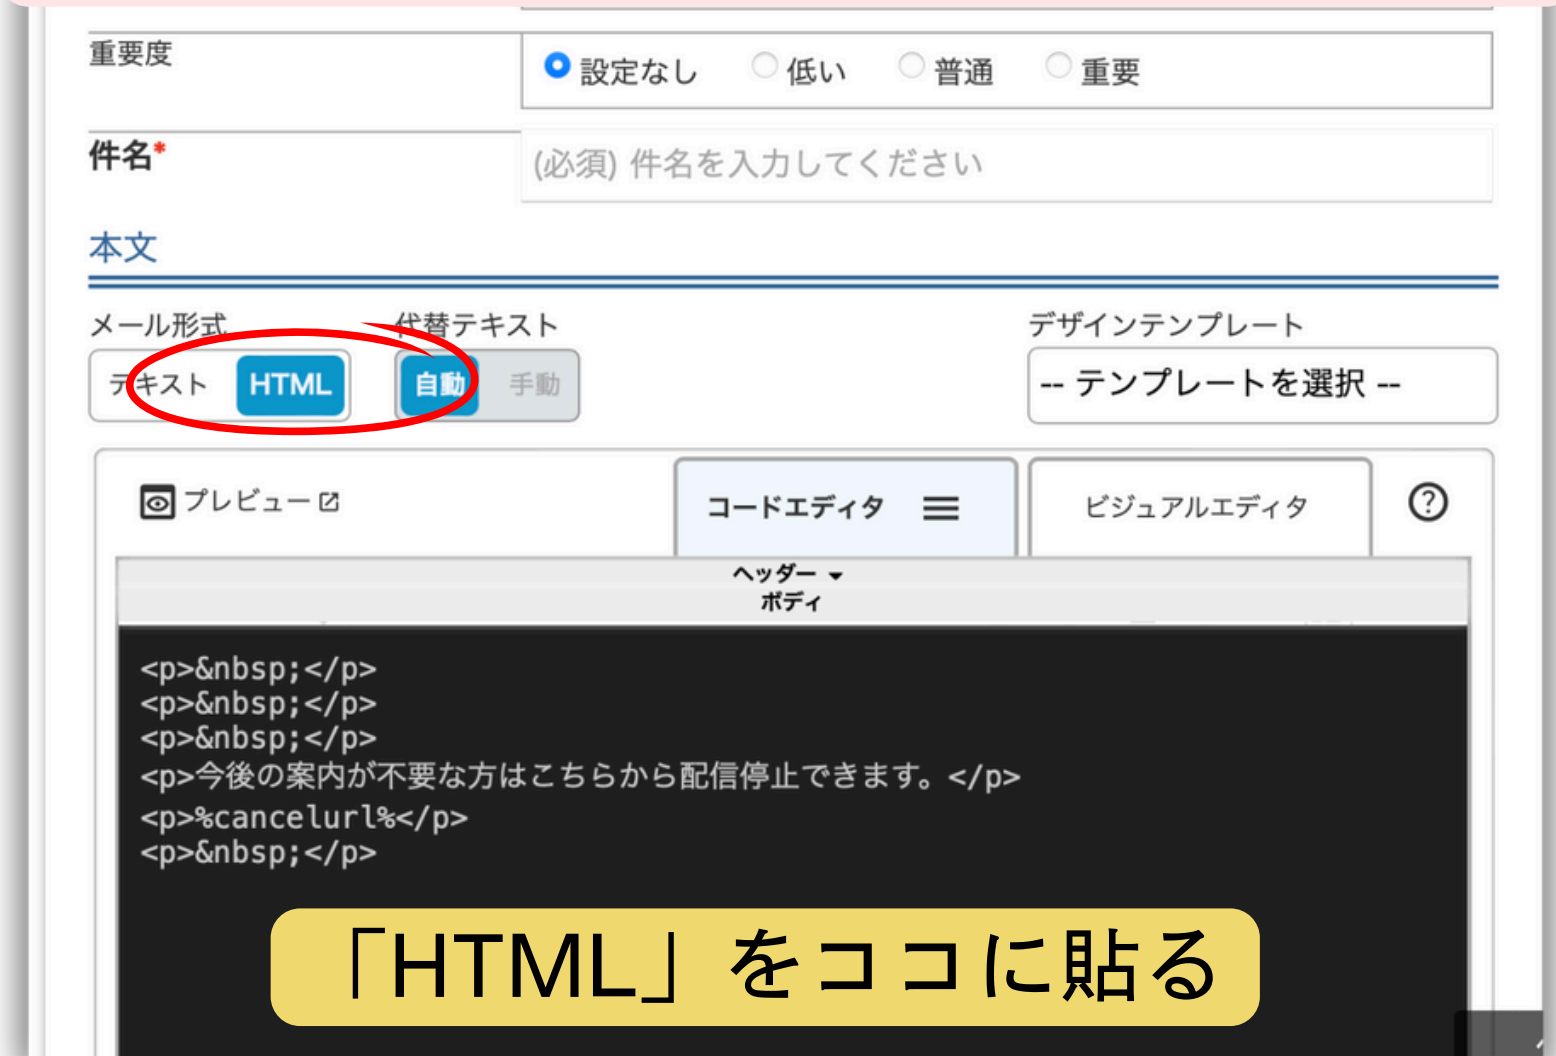 重要度
設定なし 低い 普通 重要
件名*
(必須) 件名を入力してください
本文
メール形式 代替テキスト デザインテンプレート
テキスト HTML 自動 手動 -- テンプレートを選択 --
プレビュー コードエディタ ビジュアルエディタ ?
ヘッダー
ボディ
<p>&nbsp;</p>
<p>&nbsp;</p>
<p>&nbsp;</p>
<p>今後の案内が不要な方はこちらから配信停止できます。</p>
<p>%cancelurl%</p>
<p>&nbsp;</p>
「HTML」をココに貼る